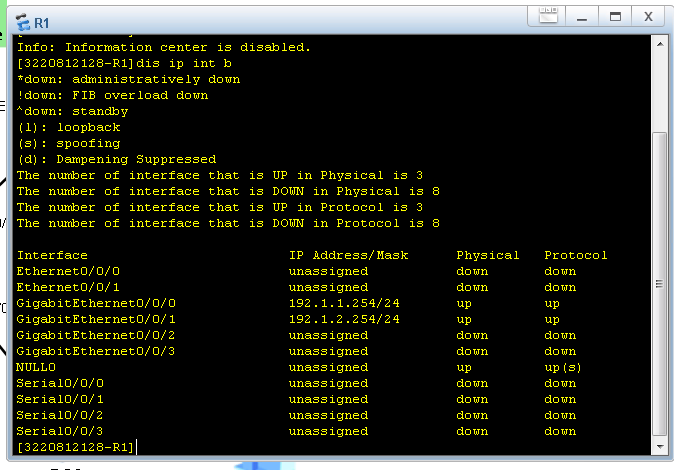 R1
Info: Information center is disabled.
[3220812128-R1]dis ip int b
*down: administratively down
!down: FIB overload down
^down: standby
(l): loopback
(s): spoofing
(d): Dampening Suppressed
The number of interface that is UP in Physical is 3
The number of interface that is DOWN in Physical is 8
The number of interface that is UP in Protocol is 3
The number of interface that is DOWN in Protocol is 8
Interface IP Address/Mask Physical Protocol
Ethernet0/0/0 unassigned down down
Ethernet0/0/1 unassigned down down
GigabitEthernet0/0/0 192.1.1.254/24 up up
GigabitEthernet0/0/1 192.1.2.254/24 up up
GigabitEthernet0/0/2 unassigned down down
GigabitEthernet0/0/3 unassigned down down
NULL0 unassigned up up(s)
Serial0/0/0 unassigned down down
Serial0/0/1 unassigned down down
Serial0/0/2 unassigned down down
Serial0/0/3 unassigned down down
[3220812128-R1]